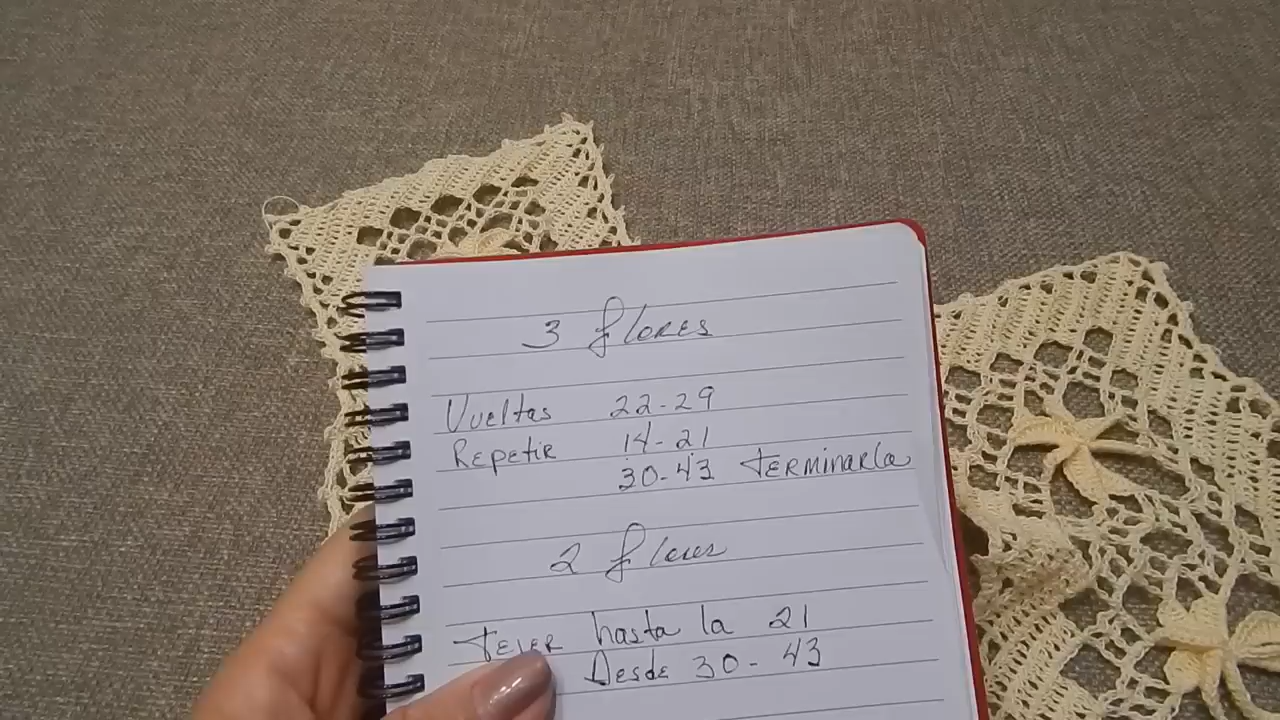 3 flores
Vueltas 22-29
Repetir 14-21
30-43 Terminarla
2 flores
Tejer hasta la 21
Desde 30-43